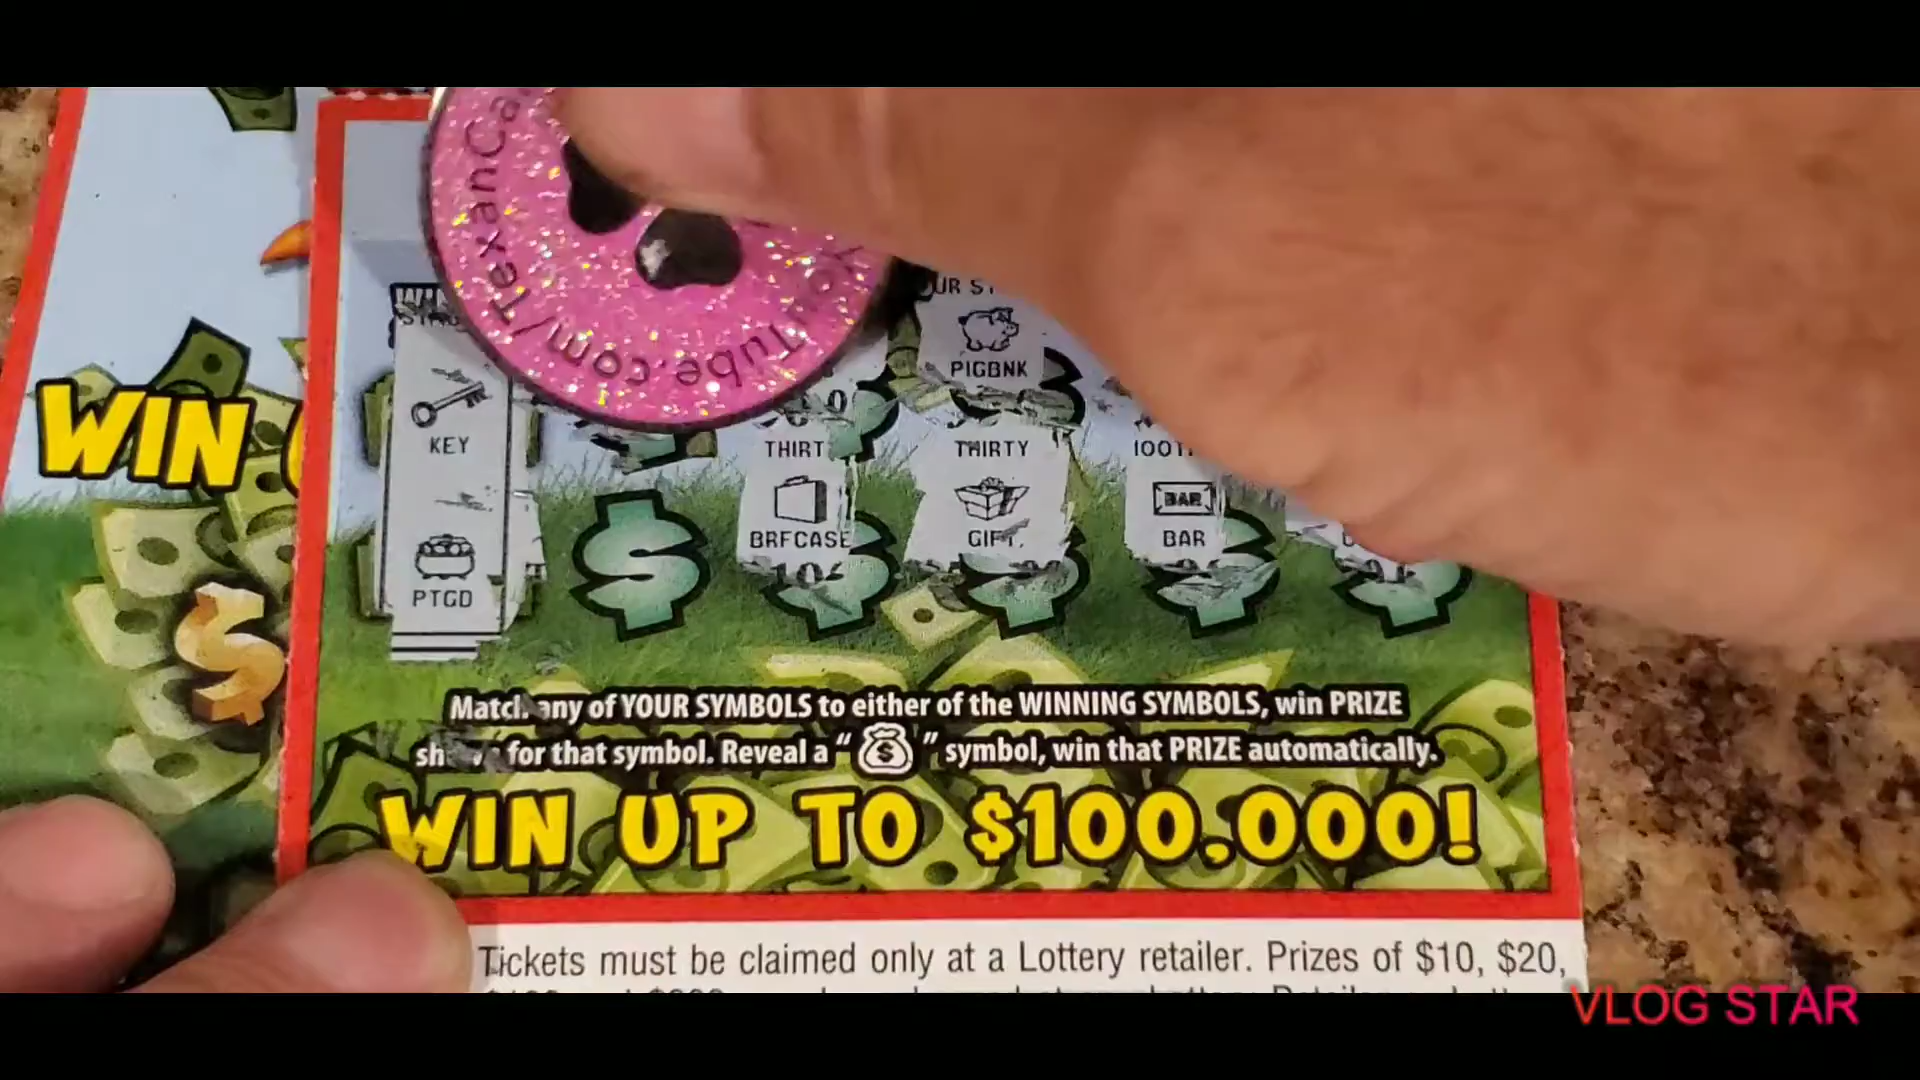 YouTube.com/TexanCa
PIGBNK
KEY
THIRTY
BAR
BRFCASE
GIFT
BAR
PTGD
WIN
Match any of YOUR SYMBOLS to either of the WINNING SYMBOLS, win PRIZE
for that symbol. Reveal a “$” symbol, win that PRIZE automatically.
WIN UP TO $100,000!
Tickets must be claimed only at a Lottery retailer. Prizes of $10, $20,
VLOG STAR